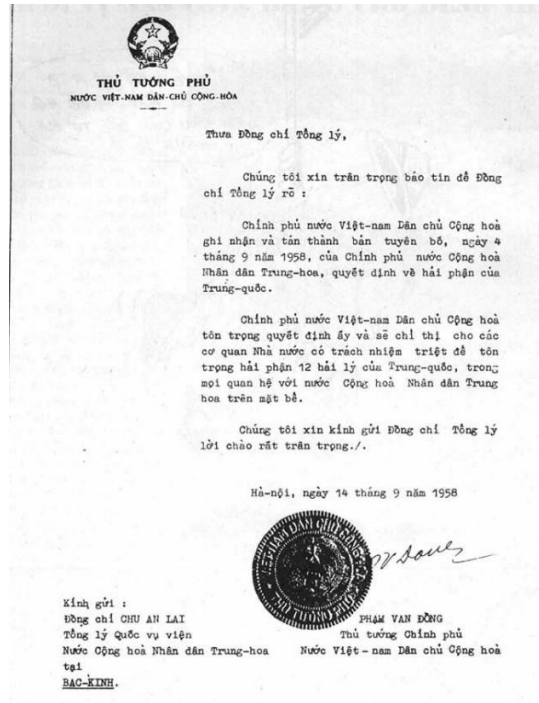 THỦ TƯỚNG PHỦ
NƯỚC VIỆT-NAM DÂN-CHỦ CỘNG-HÒA
Thưa Đồng chí Tổng lý,
Chúng tôi xin trân trọng báo tin để Đồng
chí Tổng lý rõ :
Chính phủ nước Việt-nam Dân chủ Cộng hoà
ghi nhận và tán thành bản tuyên bố, ngày 4
tháng 9 năm 1958, của Chính phủ nước Cộng hoà
Nhân dân Trung-hoa, quyết định về hải phận của
Trung-quốc.
Chính phủ nước Việt-nam Dân chủ Cộng hoà
tôn trọng quyết định ấy và sẽ chỉ thị cho các
cơ quan Nhà nước có trách nhiệm triệt để tôn
trọng hải phận 12 hải lý của Trung-quốc, trong
mọi quan hệ với nước Cộng hoà Nhân dân Trung
hoa trên mặt bể.
Chúng tôi xin kính gửi Đồng chí Tổng lý
lời chào rất trân trọng./.
Hà-nội, ngày 14 tháng 9 năm 1958
THỦ TƯỚNG PHỦ
PVDong
Kính gửi :
Đồng chí CHU AN LAI
Tổng lý Quốc vụ viện
Nước Cộng hoà Nhân dân Trung-hoa
tại
BẮC-KINH.
PHẠM VAN ĐỒNG
Thủ tướng Chính phủ
Nước Việt-nam Dân chủ Cộng hoà